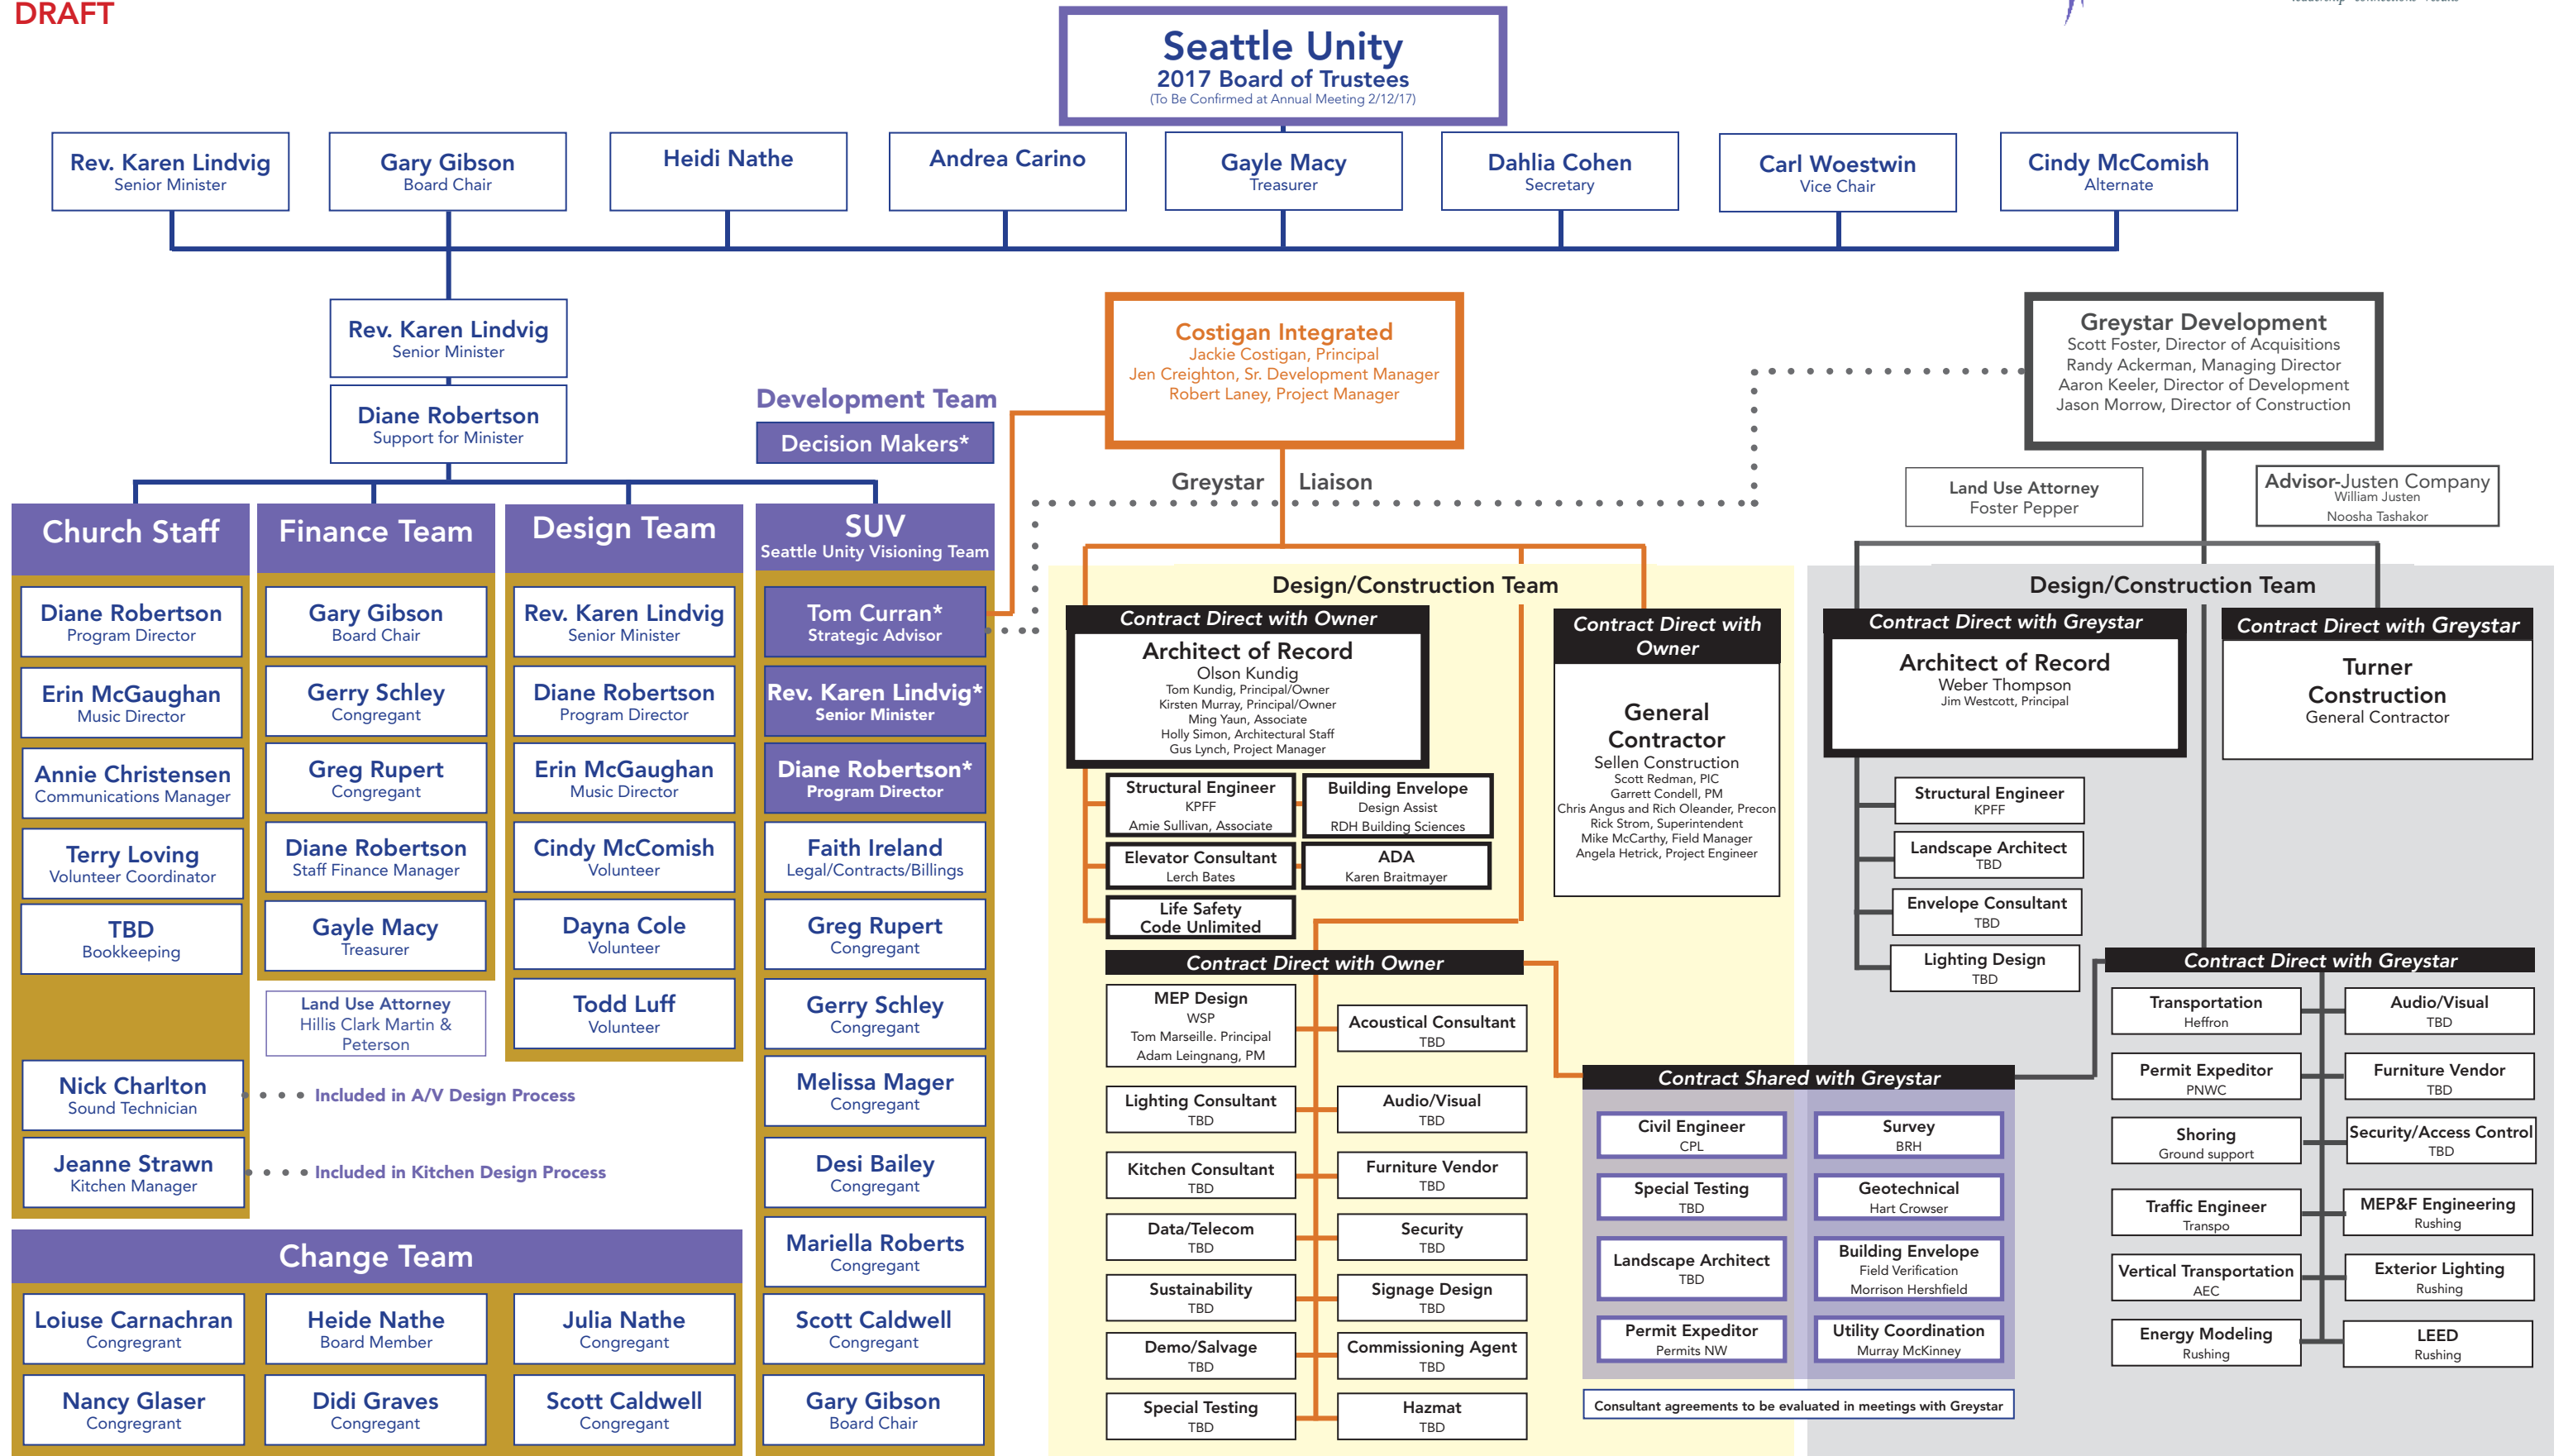 DRAFT
Seattle Unity
2017 Board of Trustees
(To Be Confirmed at Annual Meeting 2/12/17)
Rev. Karen Lindvig
Senior Minister
Gary Gibson
Board Chair
Heidi Nathe
Andrea Carino
Gayle Macy
Treasurer
Dahlia Cohen
Secretary
Carl Woestwin
Vice Chair
Cindy McComish
Alternate
Rev. Karen Lindvig
Senior Minister
Diane Robertson
Support for Minister
Development Team
Decision Makers*
Costigan Integrated
Jackie Costigan, Principal
Jen Creighton, Sr. Development Manager
Robert Laney, Project Manager
Greystar Liaison
Greystar Development
Scott Foster, Director of Acquisitions
Randy Ackerman, Managing Director
Aaron Keeler, Director of Development
Jason Morrow, Director of Construction
Land Use Attorney
Foster Pepper
Advisor-Justen Company
William Justen
Noosha Tashakor
Church Staff
Diane Robertson
Program Director
Erin McGaughan
Music Director
Annie Christensen
Communications Manager
Terry Loving
Volunteer Coordinator
TBD
Bookkeeping
Nick Charlton
Sound Technician
Included in A/V Design Process
Jeanne Strawn
Kitchen Manager
Included in Kitchen Design Process
Finance Team
Gary Gibson
Board Chair
Gerry Schley
Congregant
Greg Rupert
Congregant
Diane Robertson
Staff Finance Manager
Gayle Macy
Treasurer
Land Use Attorney
Hillis Clark Martin &
Peterson
Design Team
Rev. Karen Lindvig
Senior Minister
Diane Robertson
Program Director
Erin McGaughan
Music Director
Cindy McComish
Volunteer
Dayna Cole
Volunteer
Todd Luff
Volunteer
SUV
Seattle Unity Visioning Team
Tom Curran*
Strategic Advisor
Rev. Karen Lindvig*
Senior Minister
Diane Robertson*
Program Director
Faith Ireland
Legal/Contracts/Billings
Greg Rupert
Congregant
Gerry Schley
Congregant
Melissa Mager
Congregant
Desi Bailey
Congregant
Mariella Roberts
Congregant
Scott Caldwell
Congregant
Gary Gibson
Board Chair
Change Team
Loiuse Carnachran
Congregrant
Heide Nathe
Board Member
Julia Nathe
Congregant
Nancy Glaser
Congregrant
Didi Graves
Congregant
Scott Caldwell
Congregant
Design/Construction Team
Contract Direct with Owner
Architect of Record
Olson Kundig
Tom Kundig, Principal/Owner
Kirsten Murray, Principal/Owner
Ming Yaun, Associate
Holly Simon, Architectural Staff
Gus Lynch, Project Manager
Structural Engineer
KPFF
Amie Sullivan, Associate
Building Envelope
Design Assist
RDH Building Sciences
Elevator Consultant
Lerch Bates
ADA
Karen Braitmayer
Life Safety
Code Unlimited
Contract Direct with
Owner
General
Contractor
Sellen Construction
Scott Redman, PIC
Garrett Condell, PM
Chris Angus and Rich Oleander, Precon
Rick Strom, Superintendent
Mike McCarthy, Field Manager
Angela Hetrick, Project Engineer
Contract Direct with Owner
MEP Design
WSP
Tom Marseille. Principal
Adam Leingnang, PM
Acoustical Consultant
TBD
Lighting Consultant
TBD
Audio/Visual
TBD
Kitchen Consultant
TBD
Furniture Vendor
TBD
Data/Telecom
TBD
Security
TBD
Sustainability
TBD
Signage Design
TBD
Demo/Salvage
TBD
Commissioning Agent
TBD
Special Testing
TBD
Hazmat
TBD
Contract Shared with Greystar
Civil Engineer
CPL
Survey
BRH
Special Testing
TBD
Geotechnical
Hart Crowser
Landscape Architect
TBD
Building Envelope
Field Verification
Morrison Hershfield
Permit Expeditor
Permits NW
Utility Coordination
Murray McKinney
Consultant agreements to be evaluated in meetings with Greystar
Design/Construction Team
Contract Direct with Greystar
Architect of Record
Weber Thompson
Jim Westcott, Principal
Structural Engineer
KPFF
Landscape Architect
TBD
Envelope Consultant
TBD
Lighting Design
TBD
Contract Direct with Greystar
Turner
Construction
General Contractor
Contract Direct with Greystar
Transportation
Heffron
Audio/Visual
TBD
Permit Expeditor
PNWC
Furniture Vendor
TBD
Shoring
Ground support
Security/Access Control
TBD
Traffic Engineer
Transpo
MEP&F Engineering
Rushing
Vertical Transportation
AEC
Exterior Lighting
Rushing
Energy Modeling
Rushing
LEED
Rushing